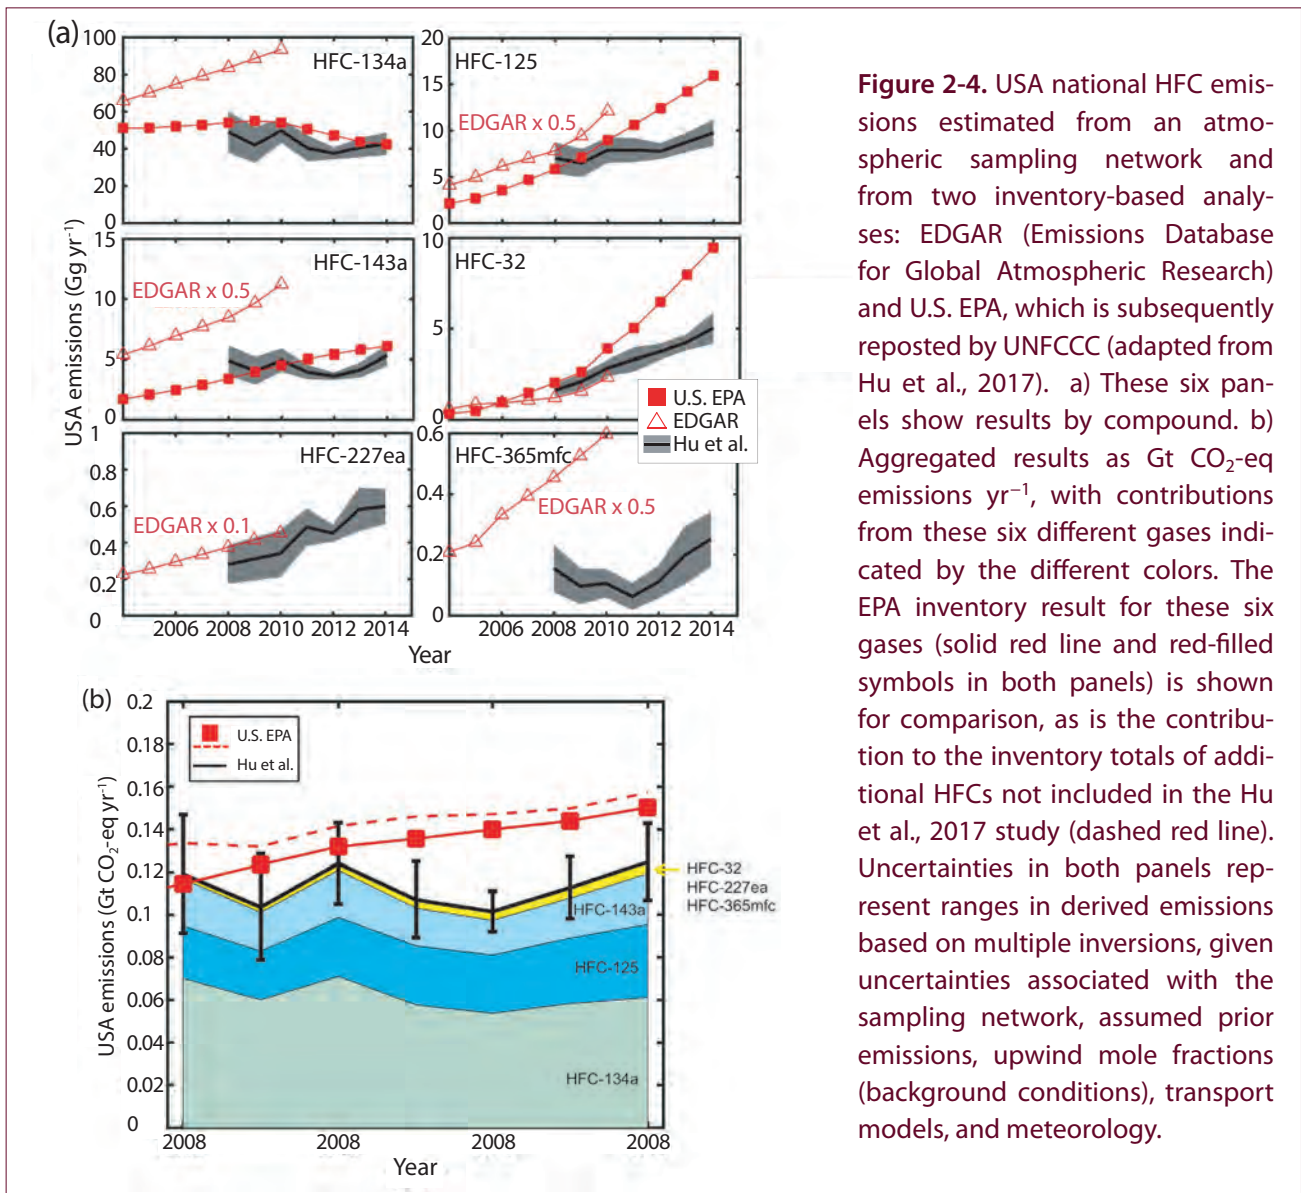 (a)
100
80
60
40
20
0
HFC-134a
20
15
10
5
0
HFC-125
EDGAR x 0.5
15
10
5
0
HFC-143a
EDGAR x 0.5
10
5
0
HFC-32
U.S. EPA
EDGAR
Hu et al.
1
0.8
0.6
0.4
0.2
0
HFC-227ea
EDGAR x 0.1
0.6
0.4
0.2
0
HFC-365mfc
EDGAR x 0.5
USA emissions (Gg yr⁻¹)
2006 2008 2010 2012 2014
2006 2008 2010 2012 2014
Year
(b)
0.2
0.18
0.16
0.14
0.12
0.1
0.08
0.06
0.04
0.02
0
USA emissions (Gt CO₂-eq yr⁻¹)
U.S. EPA
Hu et al.
HFC-32
HFC-227ea
HFC-365mfc
HFC-143a
HFC-125
HFC-134a
2008 2008 2008 2008
Year
Figure 2-4. USA national HFC emis-
sions estimated from an atmo-
spheric sampling network and
from two inventory-based analy-
ses: EDGAR (Emissions Database
for Global Atmospheric Research)
and U.S. EPA, which is subsequently
reposted by UNFCCC (adapted from
Hu et al., 2017). a) These six pan-
els show results by compound. b)
Aggregated results as Gt CO₂-eq
emissions yr⁻¹, with contributions
from these six different gases indi-
cated by the different colors. The
EPA inventory result for these six
gases (solid red line and red-filled
symbols in both panels) is shown
for comparison, as is the contribu-
tion to the inventory totals of addi-
tional HFCs not included in the Hu
et al., 2017 study (dashed red line).
Uncertainties in both panels rep-
resent ranges in derived emissions
based on multiple inversions, given
uncertainties associated with the
sampling network, assumed prior
emissions, upwind mole fractions
(background conditions), transport
models, and meteorology.